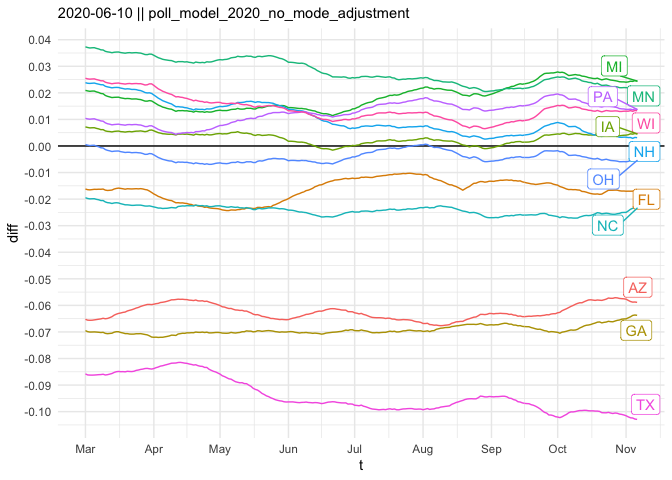 2020-06-10 || poll_model_2020_no_mode_adjustment
0.04
0.03
0.02
0.01
0.00
-0.01
-0.02
-0.03
-0.04
-0.05
-0.06
-0.07
-0.08
-0.09
-0.10
diff
MI
PA
MN
IA
WI
NH
OH
FL
NC
AZ
GA
TX
Mar Apr May Jun Jul Aug Sep Oct Nov
t